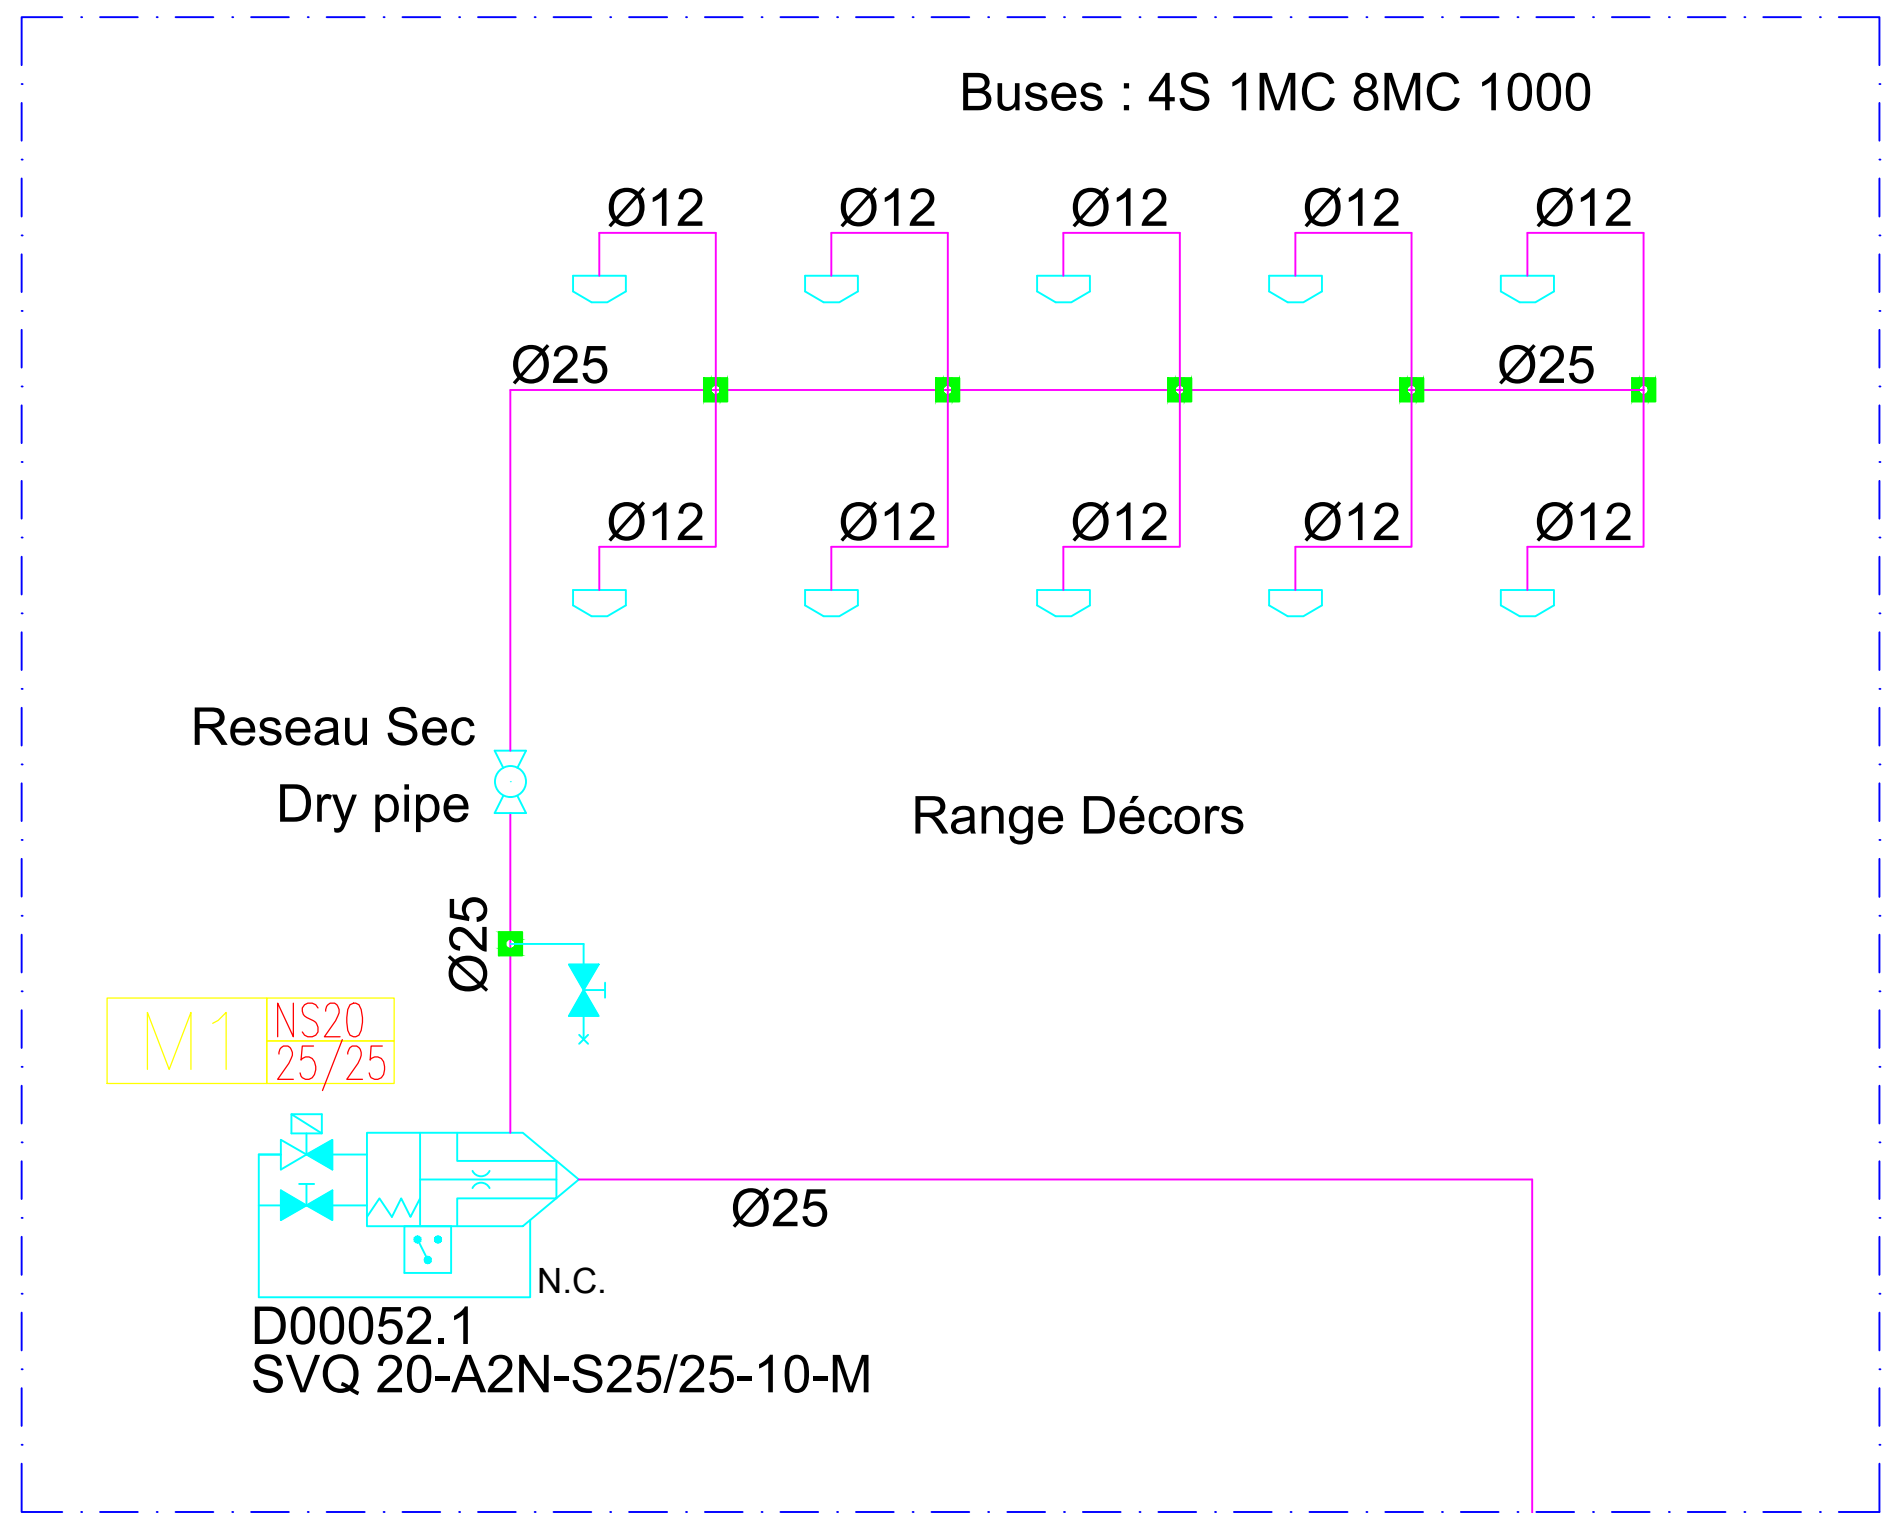 Buses : 4S 1MC 8MC 1000
Ø12 Ø12 Ø12 Ø12 Ø12
Ø25 Ø25
Ø12 Ø12 Ø12 Ø12 Ø12
Reseau Sec
Dry pipe
Range Décors
Ø25
M1
NS20
25/25
Ø25
N.C.
D00052.1
SVQ 20-A2N-S25/25-10-M